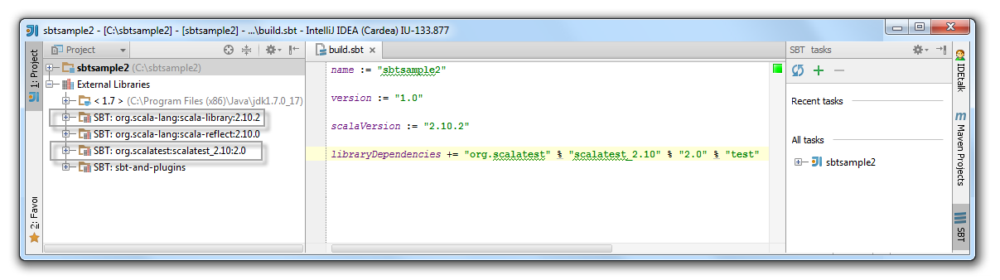 sbtsample2 - [C:\sbtsample2] - [sbtsample2] - ...\build.sbt - IntelliJ IDEA (Cardea) IU-133.877
1: Project
2: Favor
Project
sbtsample2 (C:\sbtsample2)
External Libraries
< 1.7 > (C:\Program Files (x86)\Java\jdk1.7.0_17)
SBT: org.scala-lang:scala-library:2.10.2
SBT: org.scala-lang:scala-reflect:2.10.0
SBT: org.scalatest:scalatest_2.10:2.0
SBT: sbt-and-plugins
build.sbt
name := "sbtsample2"
version := "1.0"
scalaVersion := "2.10.2"
libraryDependencies += "org.scalatest" % "scalatest_2.10" % "2.0" % "test"
SBT tasks
Recent tasks
All tasks
sbtsample2
IDEtalk
Maven Projects
SBT